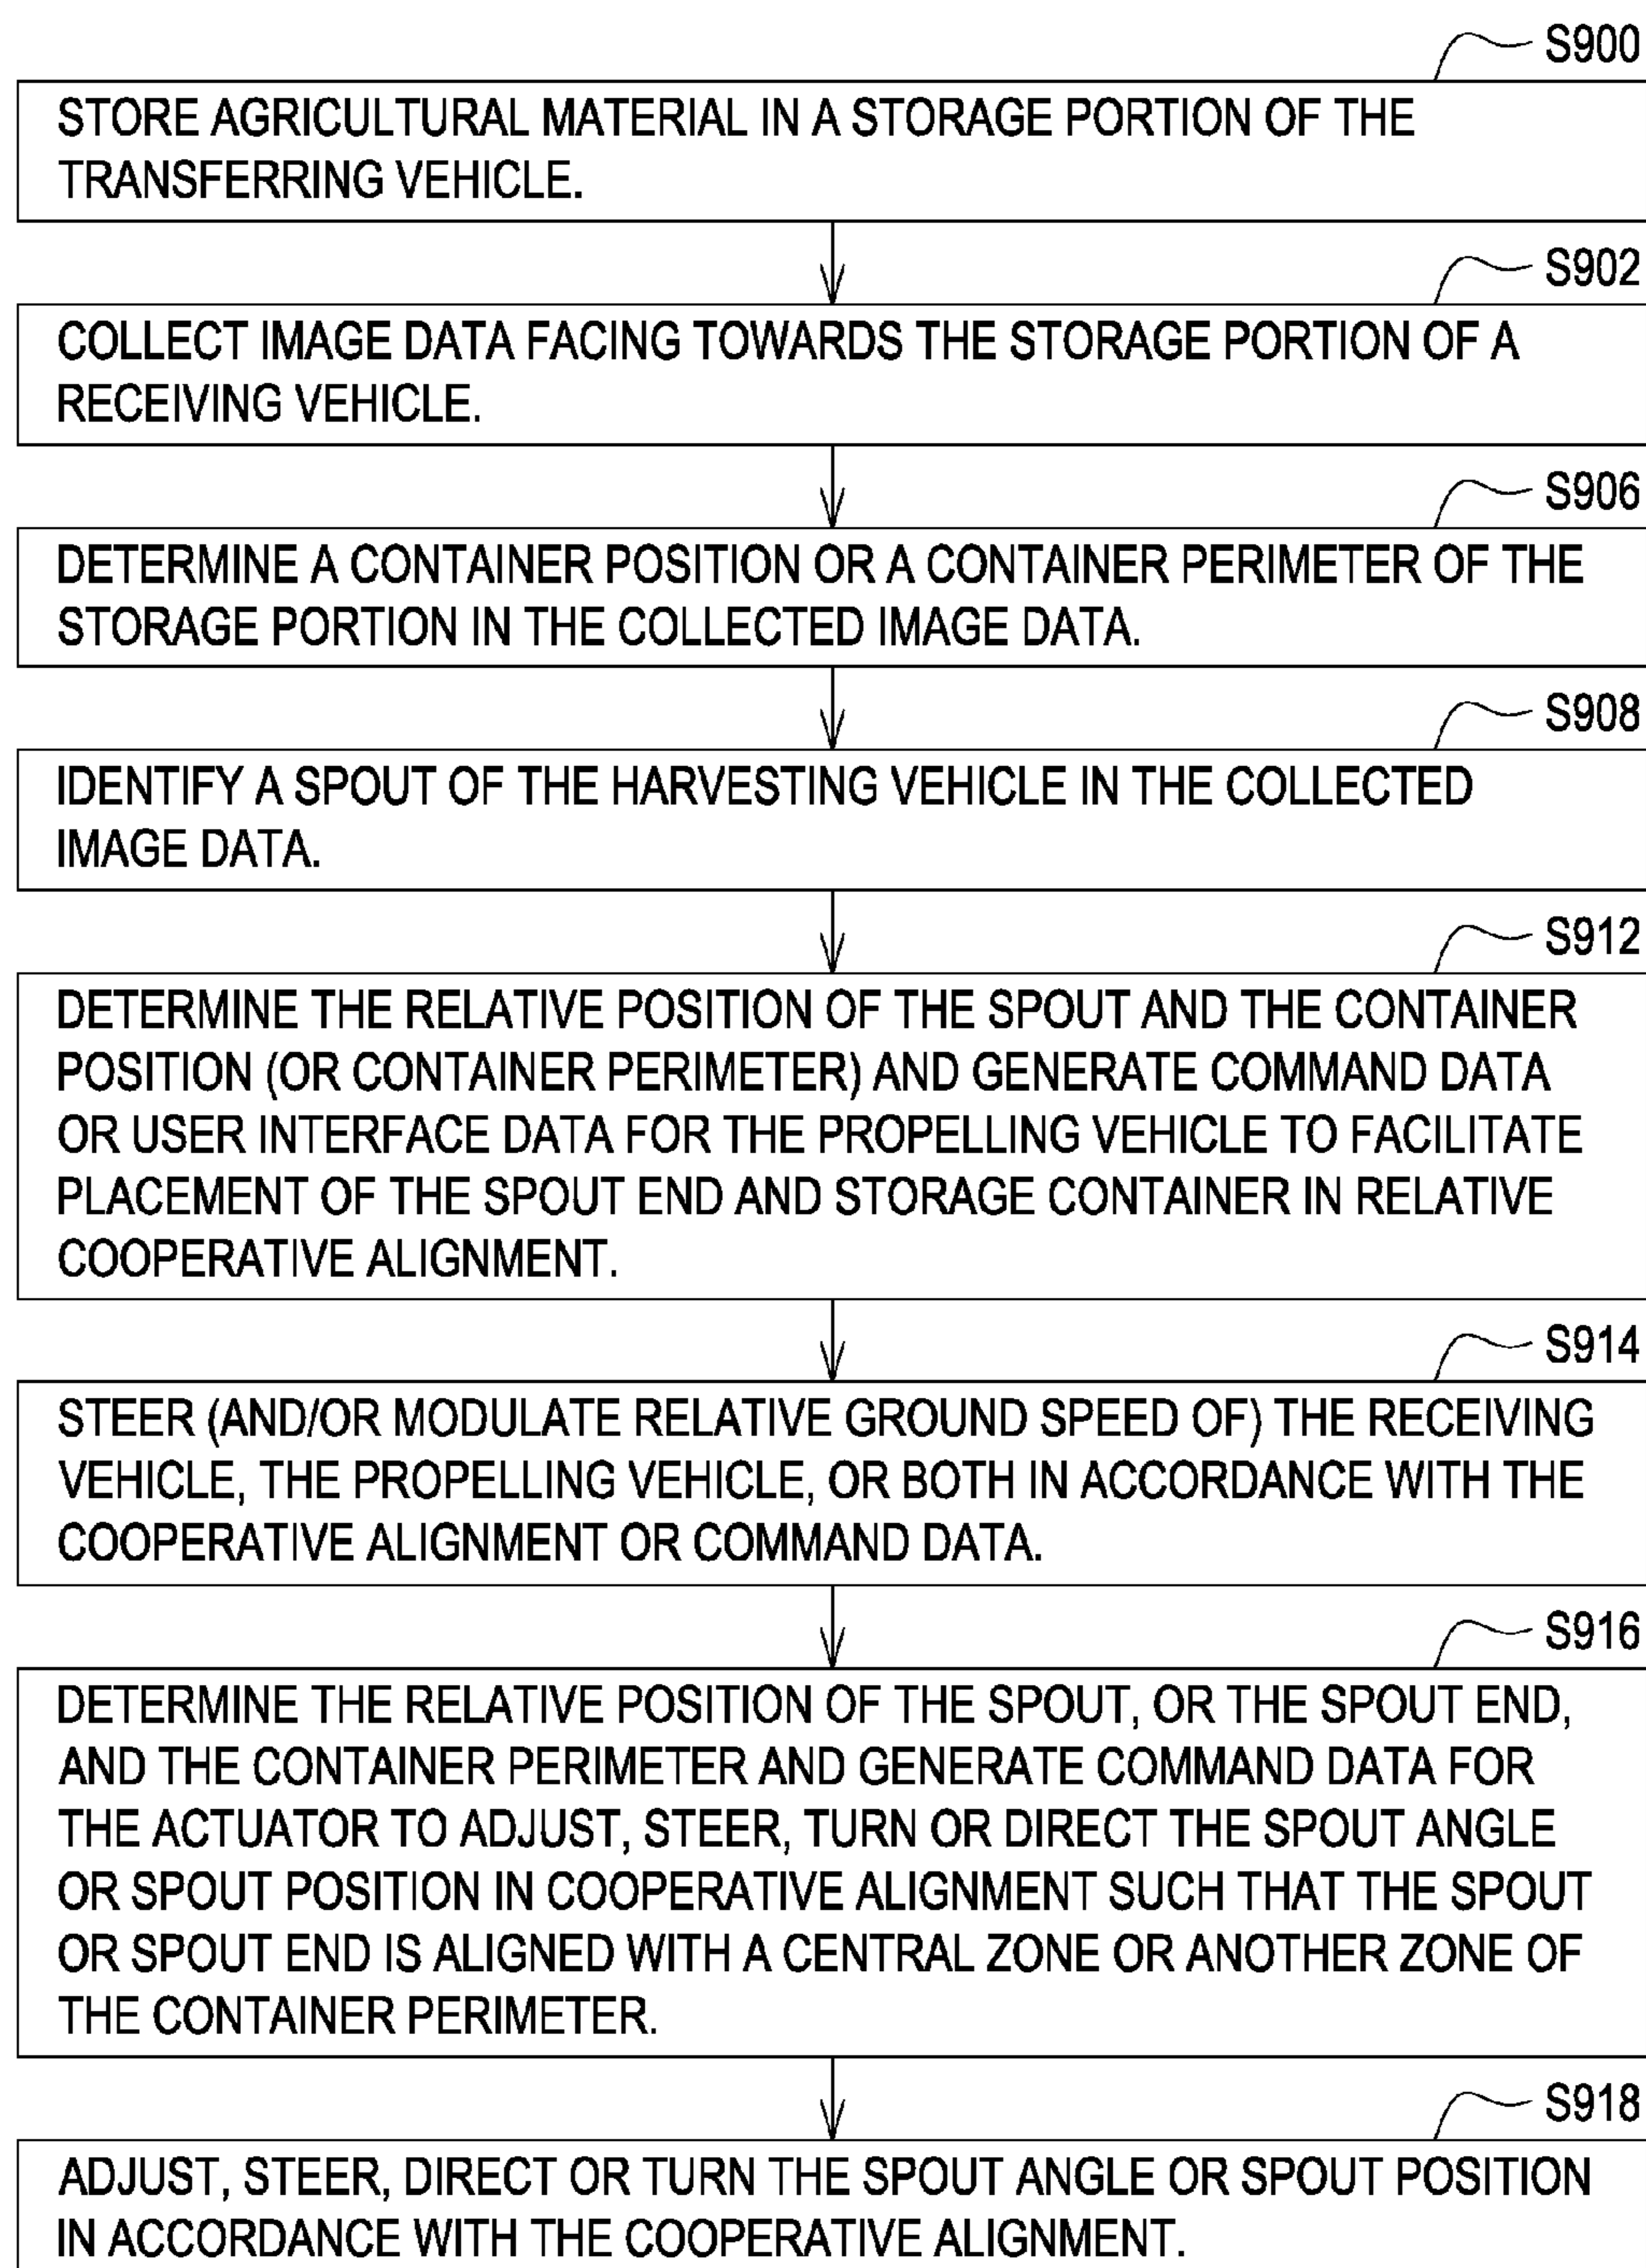 S900
STORE AGRICULTURAL MATERIAL IN A STORAGE PORTION OF THE
TRANSFERRING VEHICLE.
S902
COLLECT IMAGE DATA FACING TOWARDS THE STORAGE PORTION OF A
RECEIVING VEHICLE.
S906
DETERMINE A CONTAINER POSITION OR A CONTAINER PERIMETER OF THE
STORAGE PORTION IN THE COLLECTED IMAGE DATA.
S908
IDENTIFY A SPOUT OF THE HARVESTING VEHICLE IN THE COLLECTED
IMAGE DATA.
S912
DETERMINE THE RELATIVE POSITION OF THE SPOUT AND THE CONTAINER
POSITION (OR CONTAINER PERIMETER) AND GENERATE COMMAND DATA
OR USER INTERFACE DATA FOR THE PROPELLING VEHICLE TO FACILITATE
PLACEMENT OF THE SPOUT END AND STORAGE CONTAINER IN RELATIVE
COOPERATIVE ALIGNMENT.
S914
STEER (AND/OR MODULATE RELATIVE GROUND SPEED OF) THE RECEIVING
VEHICLE, THE PROPELLING VEHICLE, OR BOTH IN ACCORDANCE WITH THE
COOPERATIVE ALIGNMENT OR COMMAND DATA.
S916
DETERMINE THE RELATIVE POSITION OF THE SPOUT, OR THE SPOUT END,
AND THE CONTAINER PERIMETER AND GENERATE COMMAND DATA FOR
THE ACTUATOR TO ADJUST, STEER, TURN OR DIRECT THE SPOUT ANGLE
OR SPOUT POSITION IN COOPERATIVE ALIGNMENT SUCH THAT THE SPOUT
OR SPOUT END IS ALIGNED WITH A CENTRAL ZONE OR ANOTHER ZONE OF
THE CONTAINER PERIMETER.
S918
ADJUST, STEER, DIRECT OR TURN THE SPOUT ANGLE OR SPOUT POSITION
IN ACCORDANCE WITH THE COOPERATIVE ALIGNMENT.